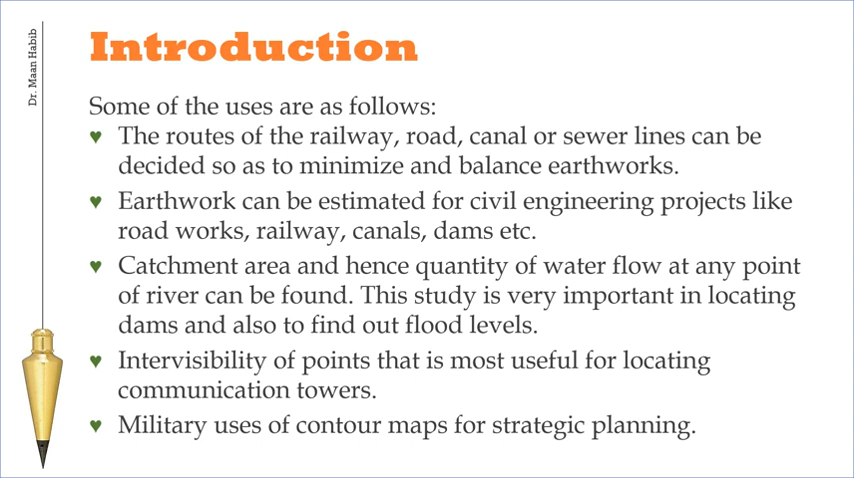 Dr. Maan Habib
Introduction
Some of the uses are as follows:
♥ The routes of the railway, road, canal or sewer lines can be
decided so as to minimize and balance earthworks.
♥ Earthwork can be estimated for civil engineering projects like
road works, railway, canals, dams etc.
♥ Catchment area and hence quantity of water flow at any point
of river can be found. This study is very important in locating
dams and also to find out flood levels.
♥ Intervisibility of points that is most useful for locating
communication towers.
♥ Military uses of contour maps for strategic planning.